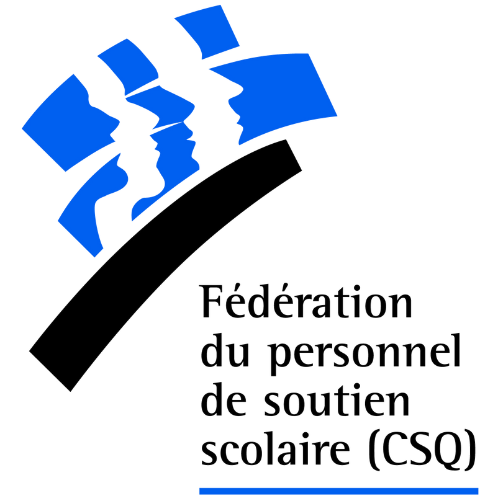 Fédération
du personnel
de soutien
scolaire (CSQ)